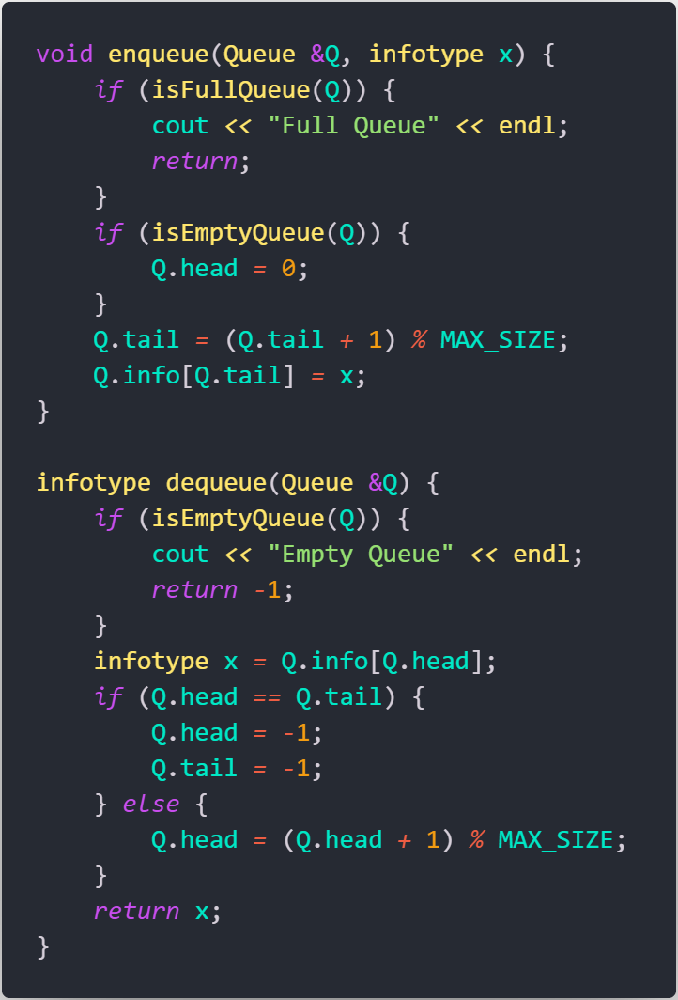 void enqueue(Queue &Q, infotype x) {
    if (isFullQueue(Q)) {
        cout << "Full Queue" << endl;
        return;
    }
    if (isEmptyQueue(Q)) {
        Q.head = 0;
    }
    Q.tail = (Q.tail + 1) % MAX_SIZE;
    Q.info[Q.tail] = x;
}

infotype dequeue(Queue &Q) {
    if (isEmptyQueue(Q)) {
        cout << "Empty Queue" << endl;
        return -1;
    }
    infotype x = Q.info[Q.head];
    if (Q.head == Q.tail) {
        Q.head = -1;
        Q.tail = -1;
    } else {
        Q.head = (Q.head + 1) % MAX_SIZE;
    }
    return x;
}